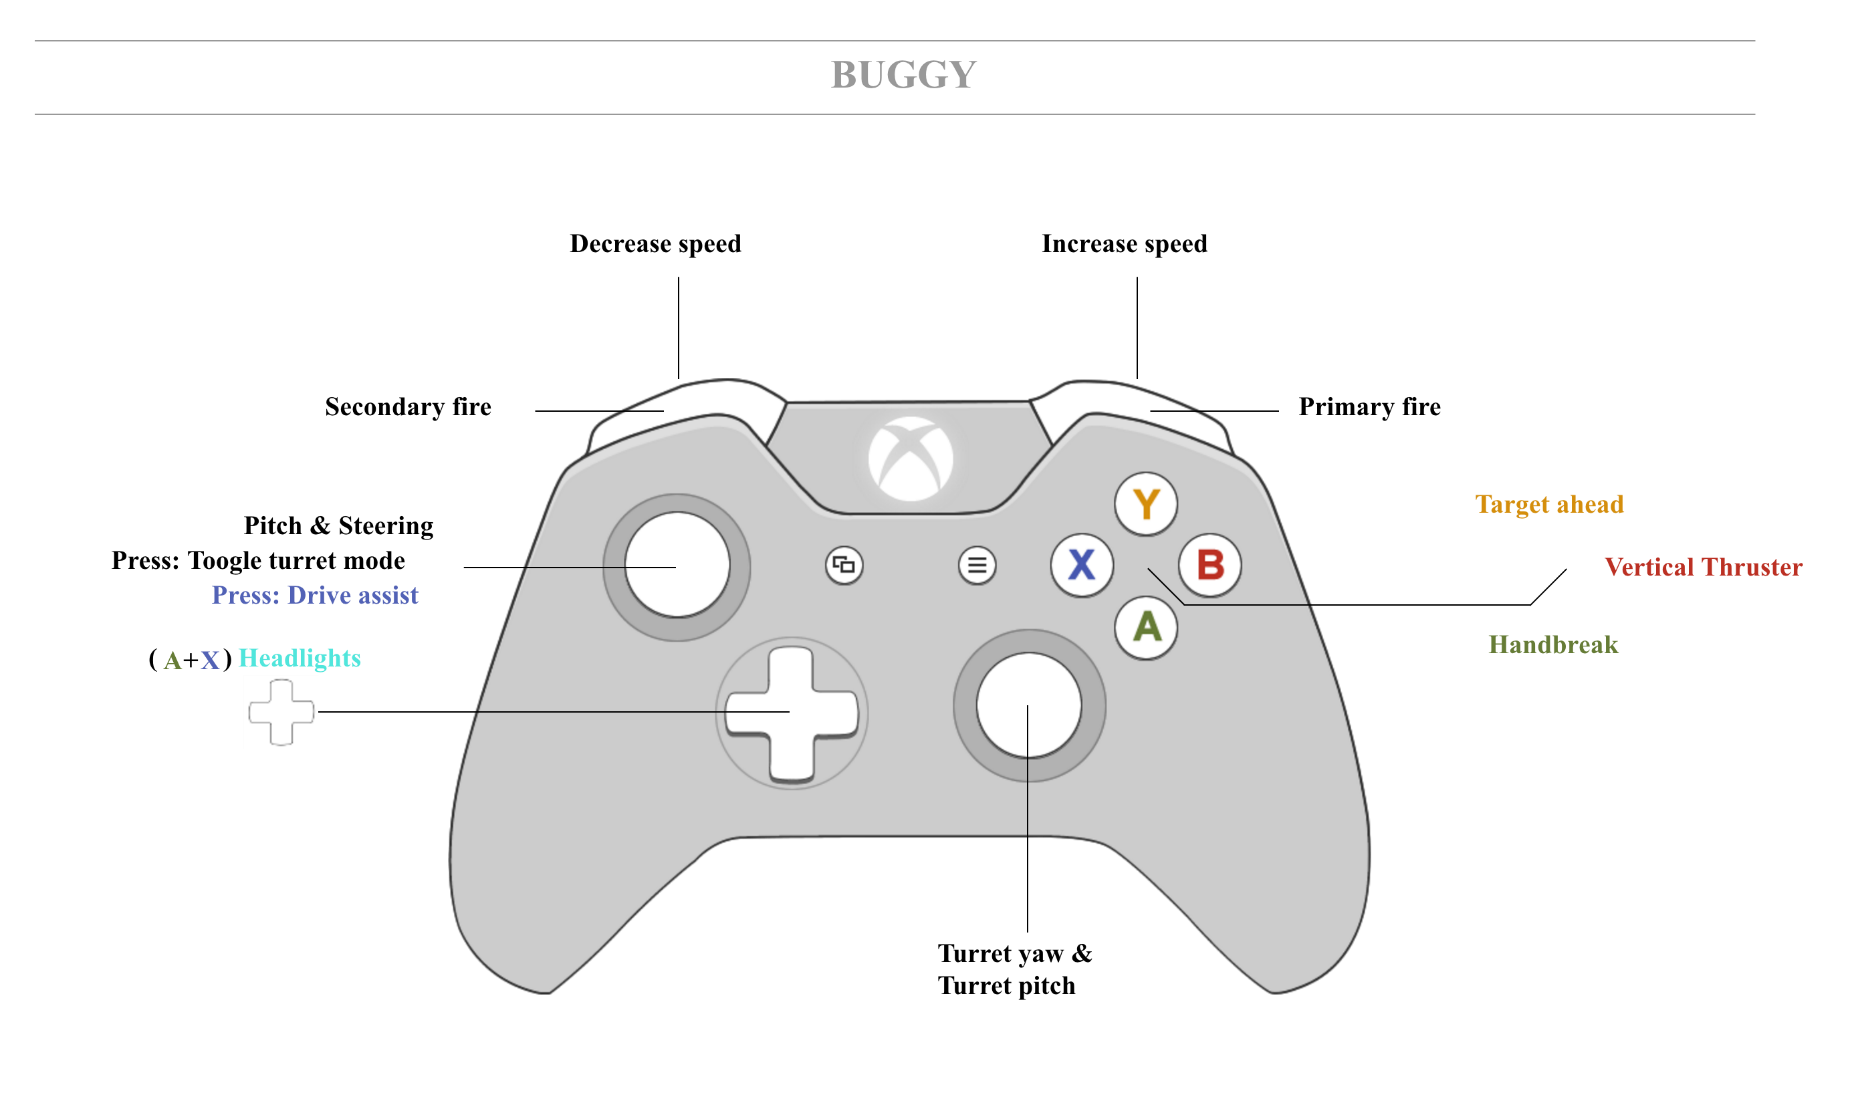 BUGGY
Decrease speed
Increase speed
Secondary fire
Primary fire
Y
Target ahead
Pitch & Steering
Press: Toogle turret mode
Press: Drive assist
X
B
Vertical Thruster
A
Handbreak
( A+X ) Headlights
Turret yaw &
Turret pitch